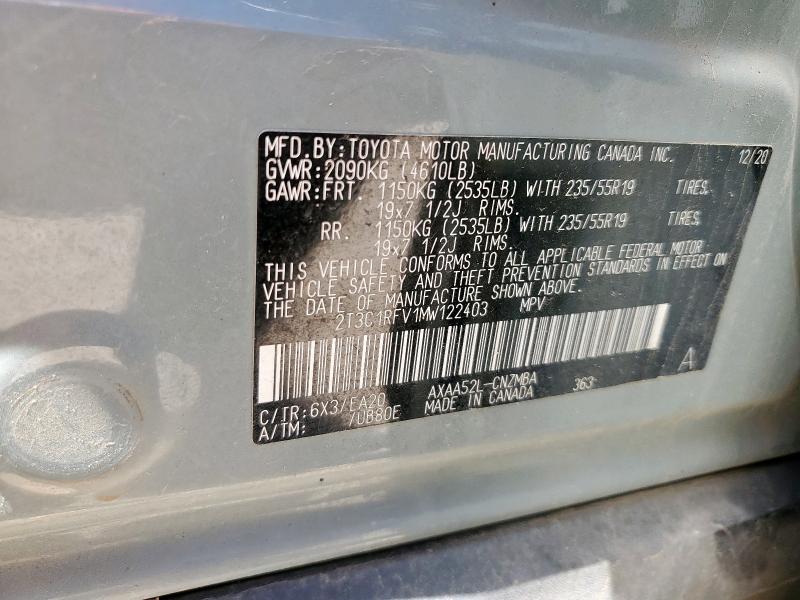 MFD.BY:TOYOTA MOTOR MANUFACTURING CANADA INC. 12/20
GVWR:2090KG (4610LB)
GAWR:FRT. 1150KG (2535LB) WITH 235/55R19 TIRES,
19x7 1/2J RIMS.
RR. 1150KG (2535LB) WITH 235/55R19 TIRES,
19x7 1/2J RIMS.
THIS VEHICLE CONFORMS TO ALL APPLICABLE FEDERAL MOTOR
VEHICLE SAFETY AND THEFT PREVENTION STANDARDS IN EFFECT ON
THE DATE OF MANUFACTURE SHOWN ABOVE.
2T3C1RFV1MW122403 MPV
A
AXAA52L-CNZMBA 363
C/TR:6X3/EA20 MADE IN CANADA
A/TM: /UB80E